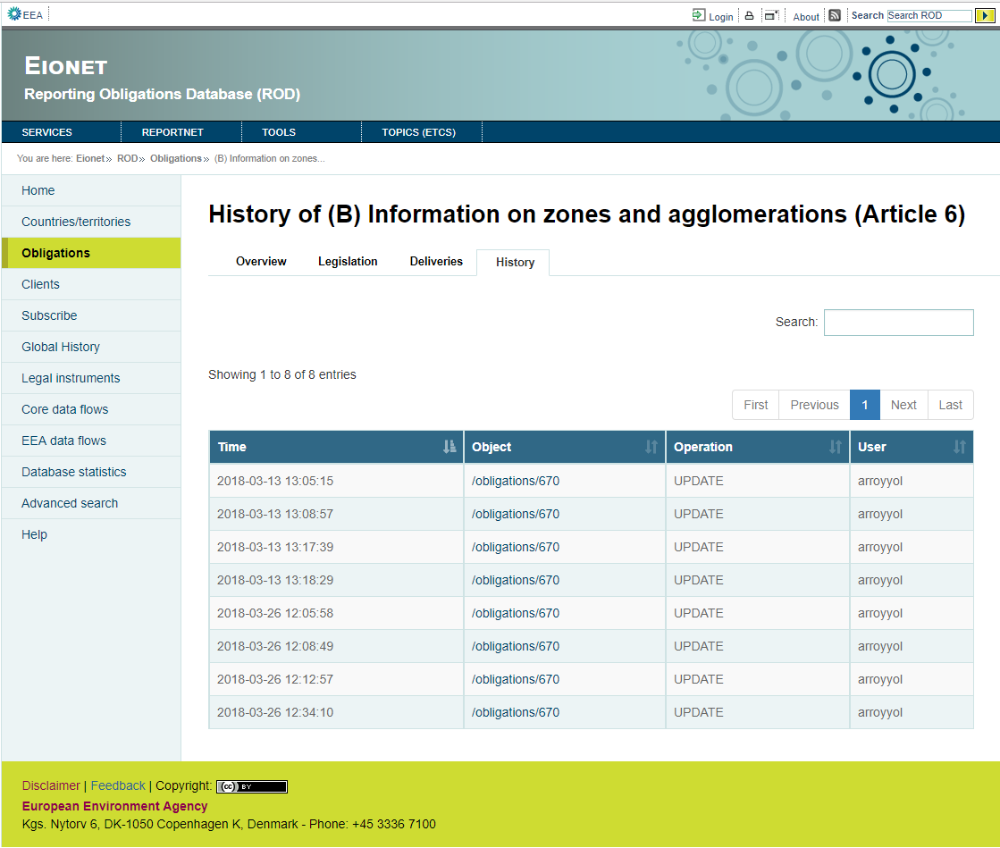 EEA Login About Search Search ROD
EIONET
Reporting Obligations Database (ROD)
SERVICES REPORTNET TOOLS TOPICS (ETCS)
You are here: Eionet» ROD» Obligations» (B) Information on zones...
Home
Countries/territories
Obligations
Clients
Subscribe
Global History
Legal instruments
Core data flows
EEA data flows
Database statistics
Advanced search
Help
History of (B) Information on zones and agglomerations (Article 6)
Overview Legislation Deliveries History
Search:
Showing 1 to 8 of 8 entries
First Previous 1 Next Last
Time Object Operation User
2018-03-13 13:05:15 /obligations/670 UPDATE arroyyol
2018-03-13 13:08:57 /obligations/670 UPDATE arroyyol
2018-03-13 13:17:39 /obligations/670 UPDATE arroyyol
2018-03-13 13:18:29 /obligations/670 UPDATE arroyyol
2018-03-26 12:05:58 /obligations/670 UPDATE arroyyol
2018-03-26 12:08:49 /obligations/670 UPDATE arroyyol
2018-03-26 12:12:57 /obligations/670 UPDATE arroyyol
2018-03-26 12:34:10 /obligations/670 UPDATE arroyyol
Disclaimer | Feedback | Copyright: (cc) BY
European Environment Agency
Kgs. Nytorv 6, DK-1050 Copenhagen K, Denmark - Phone: +45 3336 7100